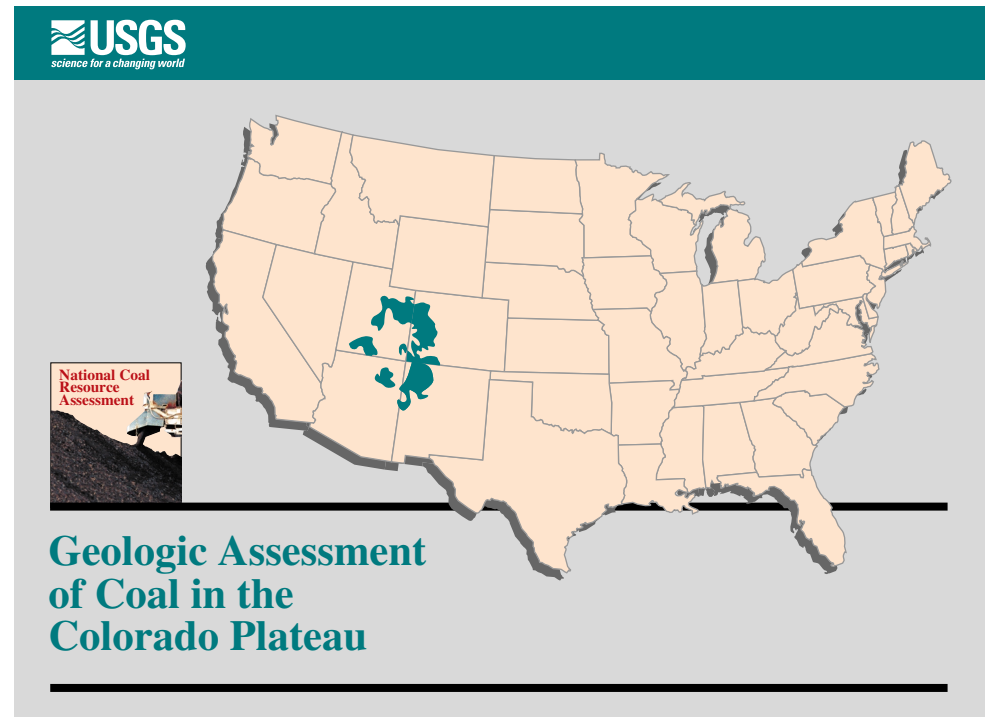 USGS
science for a changing world
National Coal
Resource
Assessment
Geologic Assessment
of Coal in the
Colorado Plateau